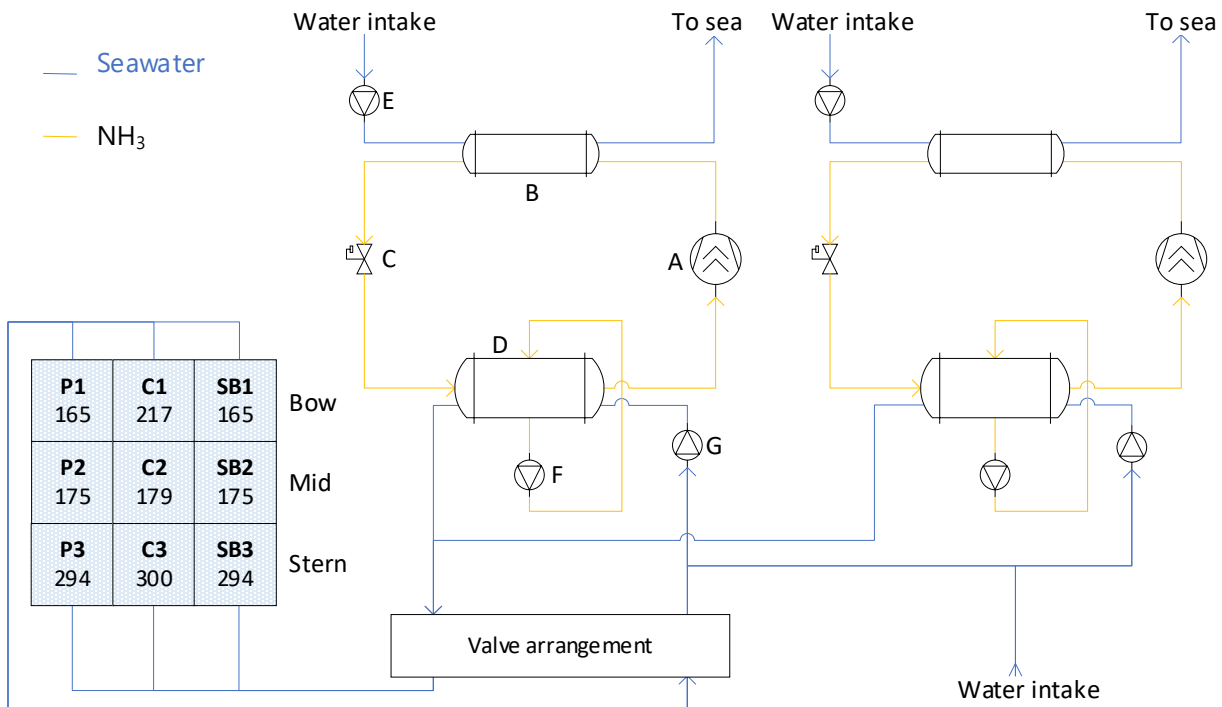 Water intake
To sea
Water intake
To sea
Seawater
NH₃
E
B
C
A
D
G
F
P1
165
C1
217
SB1
165
Bow
P2
175
C2
179
SB2
175
Mid
P3
294
C3
300
SB3
294
Stern
Valve arrangement
Water intake